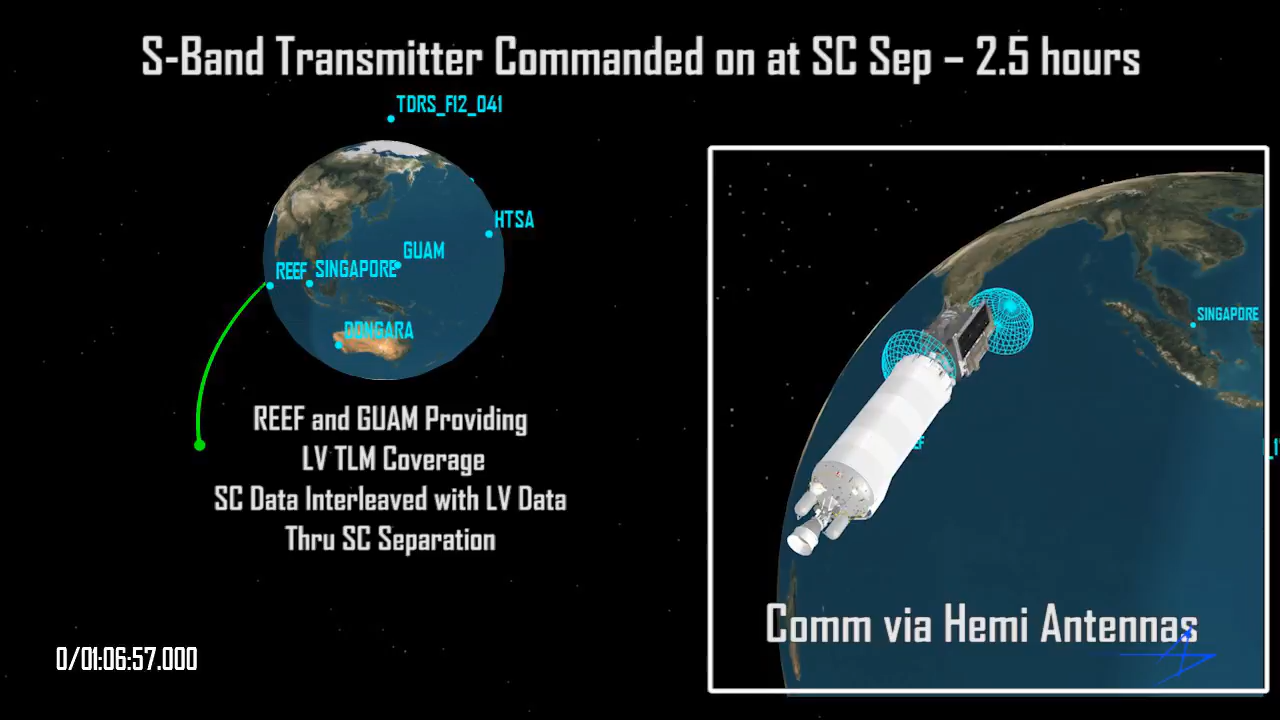 S-Band Transmitter Commanded on at SC Sep – 2.5 hours
TDRS_F12_041
HTSA
GUAM
REEF
SINGAPORE
DONGARA
REEF and GUAM Providing
LV TLM Coverage
SC Data Interleaved with LV Data
Thru SC Separation
0/01:06:57.000
SINGAPORE
Comm via Hemi Antennas